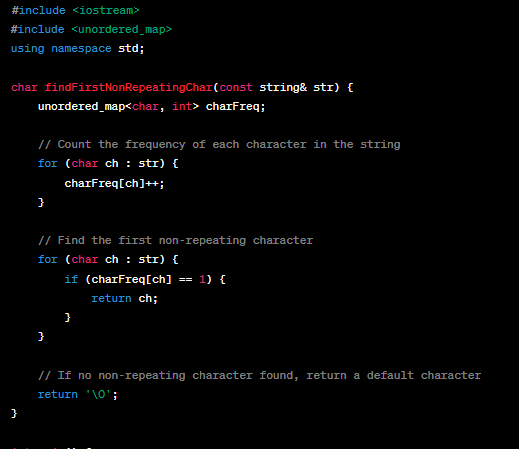 #include <iostream>
#include <unordered_map>
using namespace std;

char findFirstNonRepeatingChar(const string& str) {
    unordered_map<char, int> charFreq;

    // Count the frequency of each character in the string
    for (char ch : str) {
        charFreq[ch]++;
    }

    // Find the first non-repeating character
    for (char ch : str) {
        if (charFreq[ch] == 1) {
            return ch;
        }
    }

    // If no non-repeating character found, return a default character
    return '\0';
}